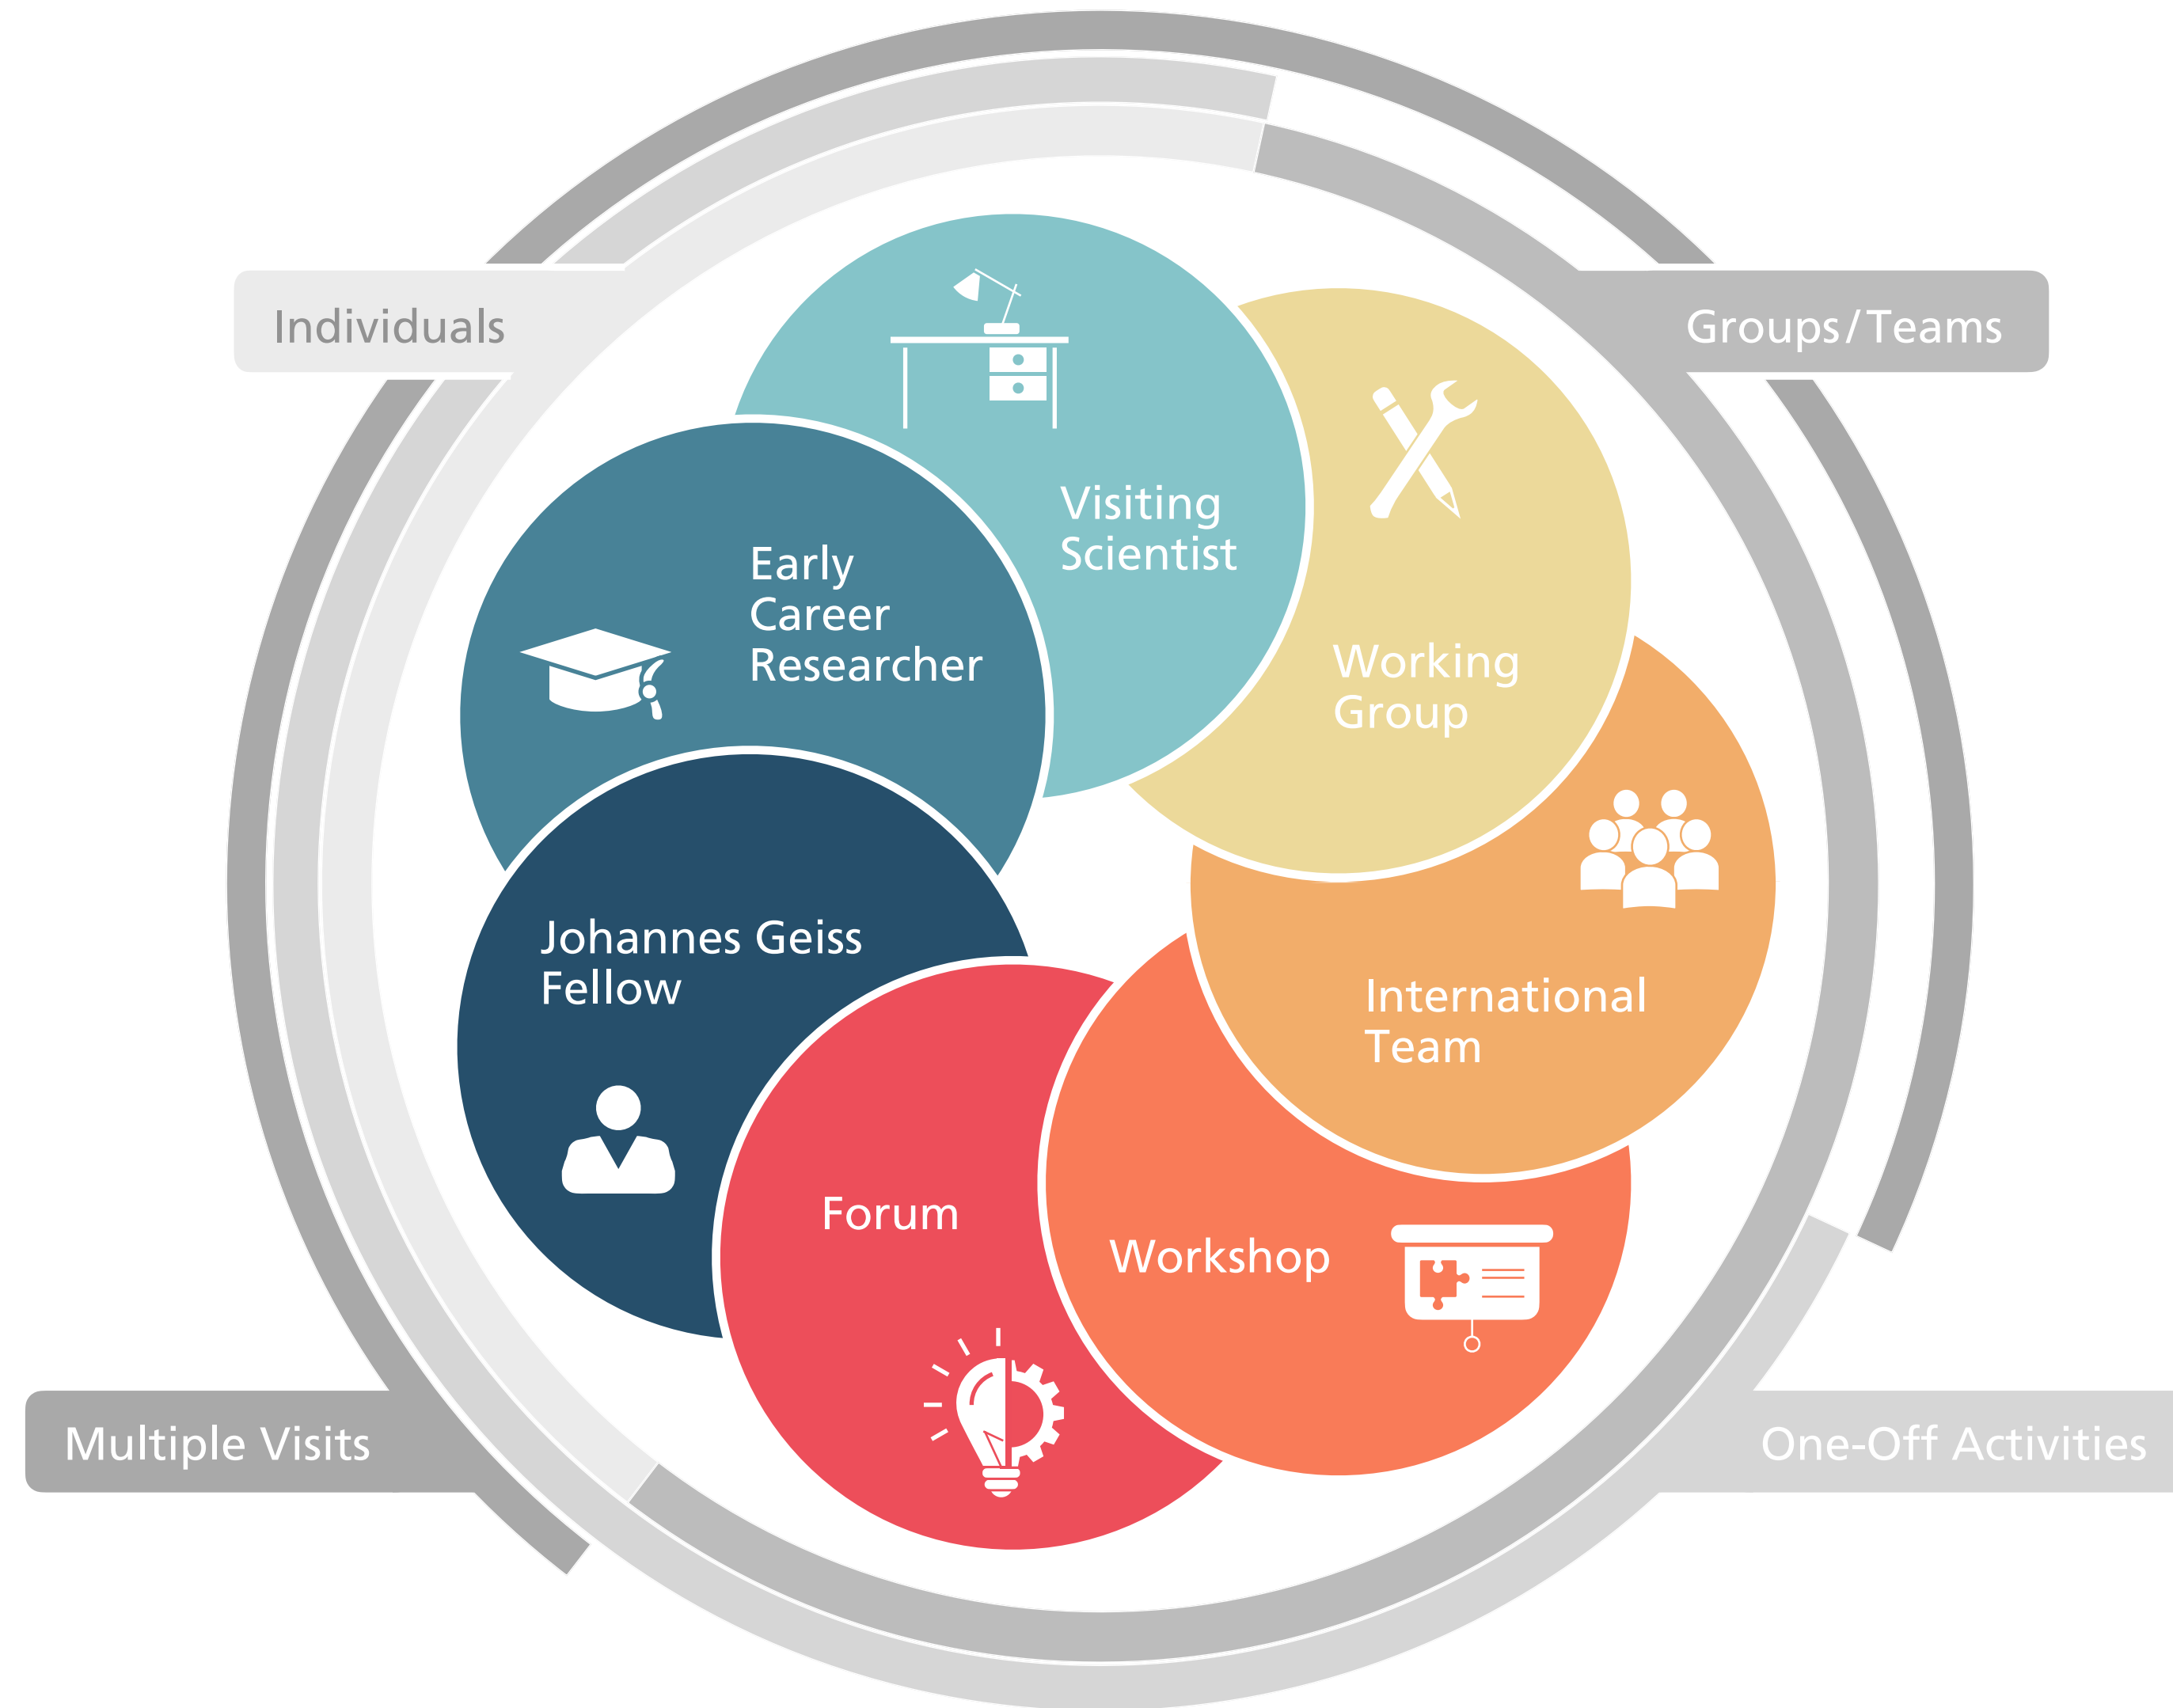 Individuals
Groups/Teams
Visiting
Scientist
Early
Career
Researcher
Working
Group
Johannes Geiss
Fellow
International
Team
Forum
Workshop
Multiple Visits
One-Off Activities